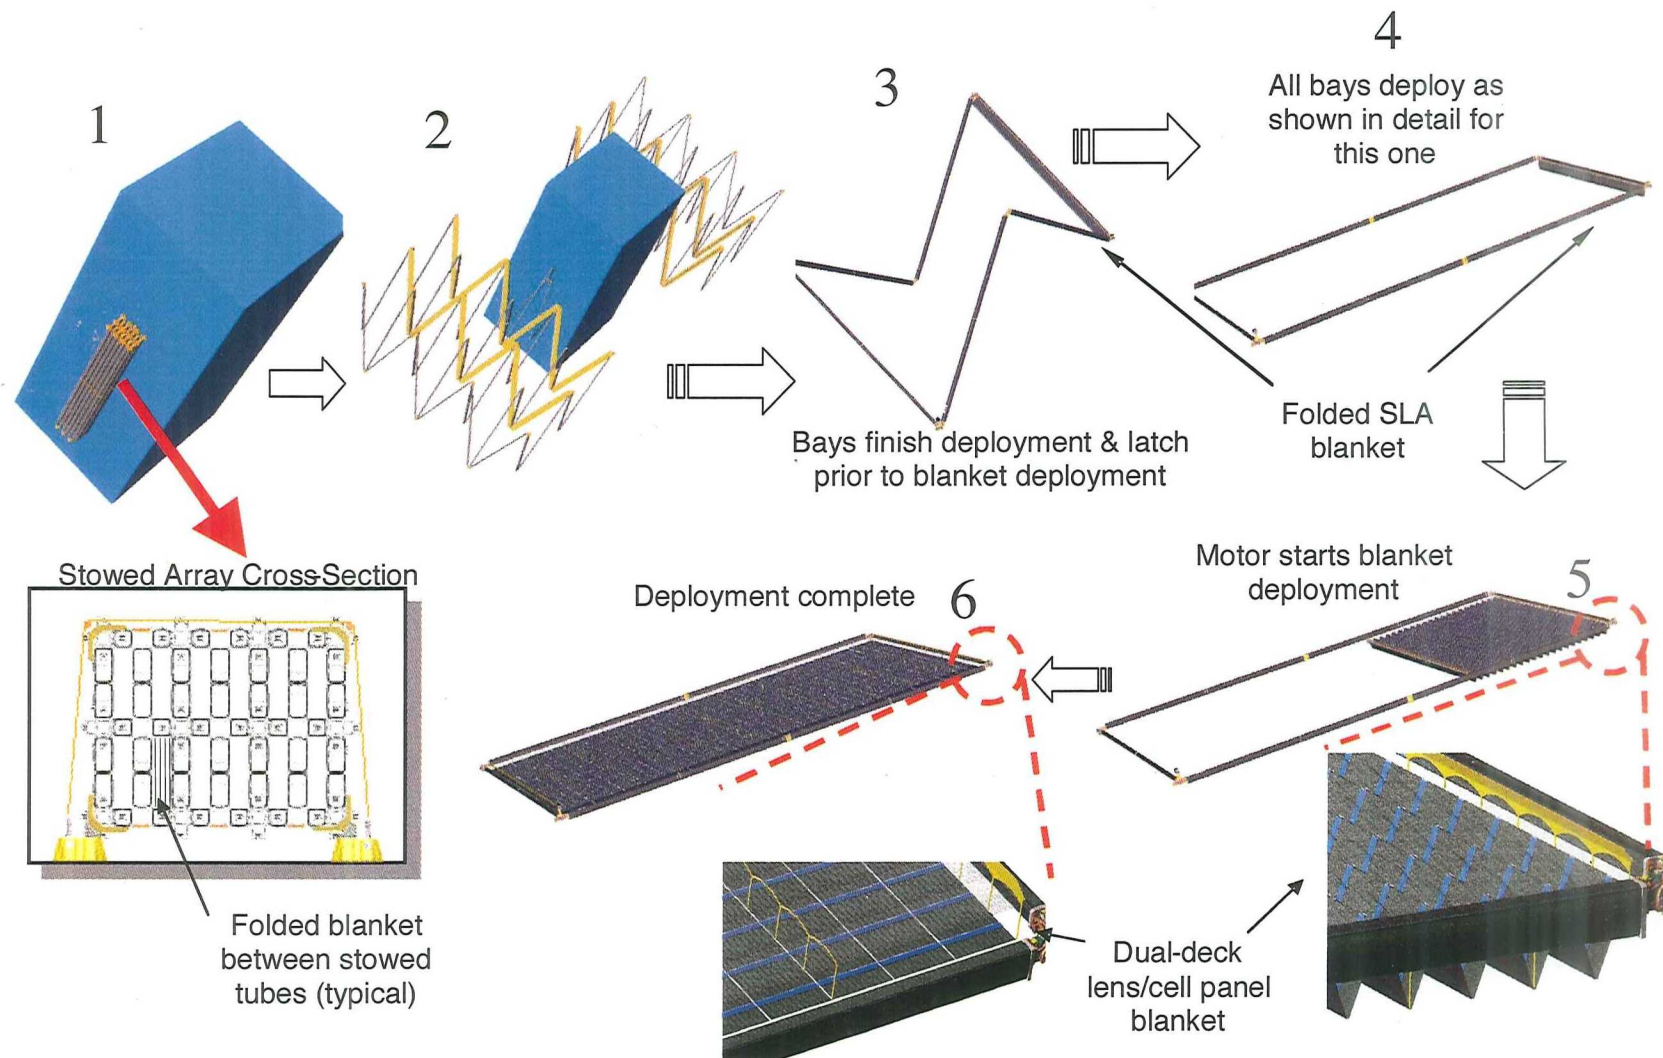 1
2
3
4
All bays deploy as
shown in detail for
this one
Bays finish deployment & latch
prior to blanket deployment
Folded SLA
blanket
Stowed Array Cross-Section
Folded blanket
between stowed
tubes (typical)
Motor starts blanket
deployment
5
Deployment complete
6
Dual-deck
lens/cell panel
blanket